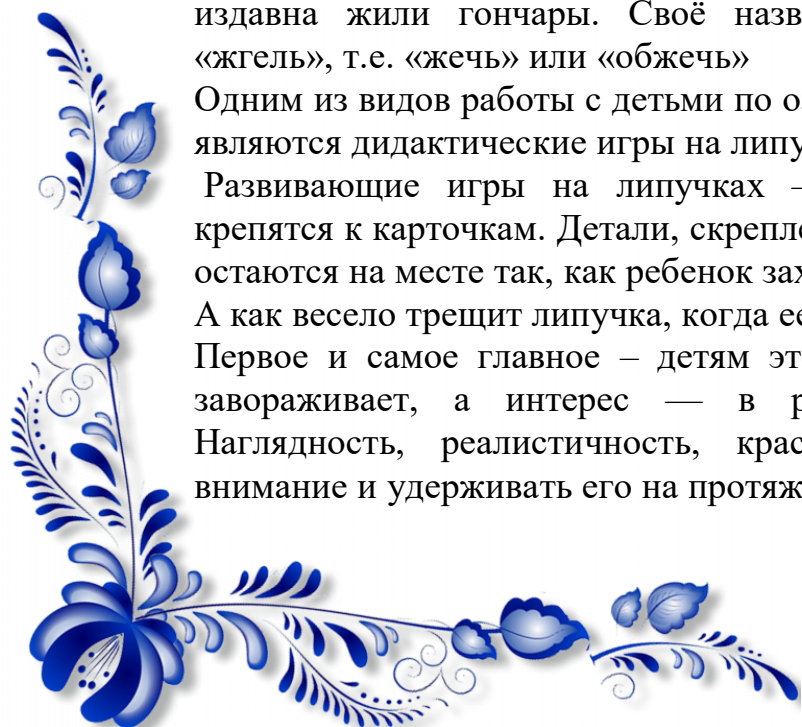 издавна жили гончары. Своё назв
«жгель», т.е. «жечь» или «обжечь»
Одним из видов работы с детьми по о
являются дидактические игры на липу
Развивающие игры на липучках –
крепятся к карточкам. Детали, скрепле
остаются на месте так, как ребенок зах
А как весело трещит липучка, когда ее
Первое и самое главное – детям эт
завораживает, а интерес — в р
Наглядность, реалистичность, крас
внимание и удерживать его на протяж